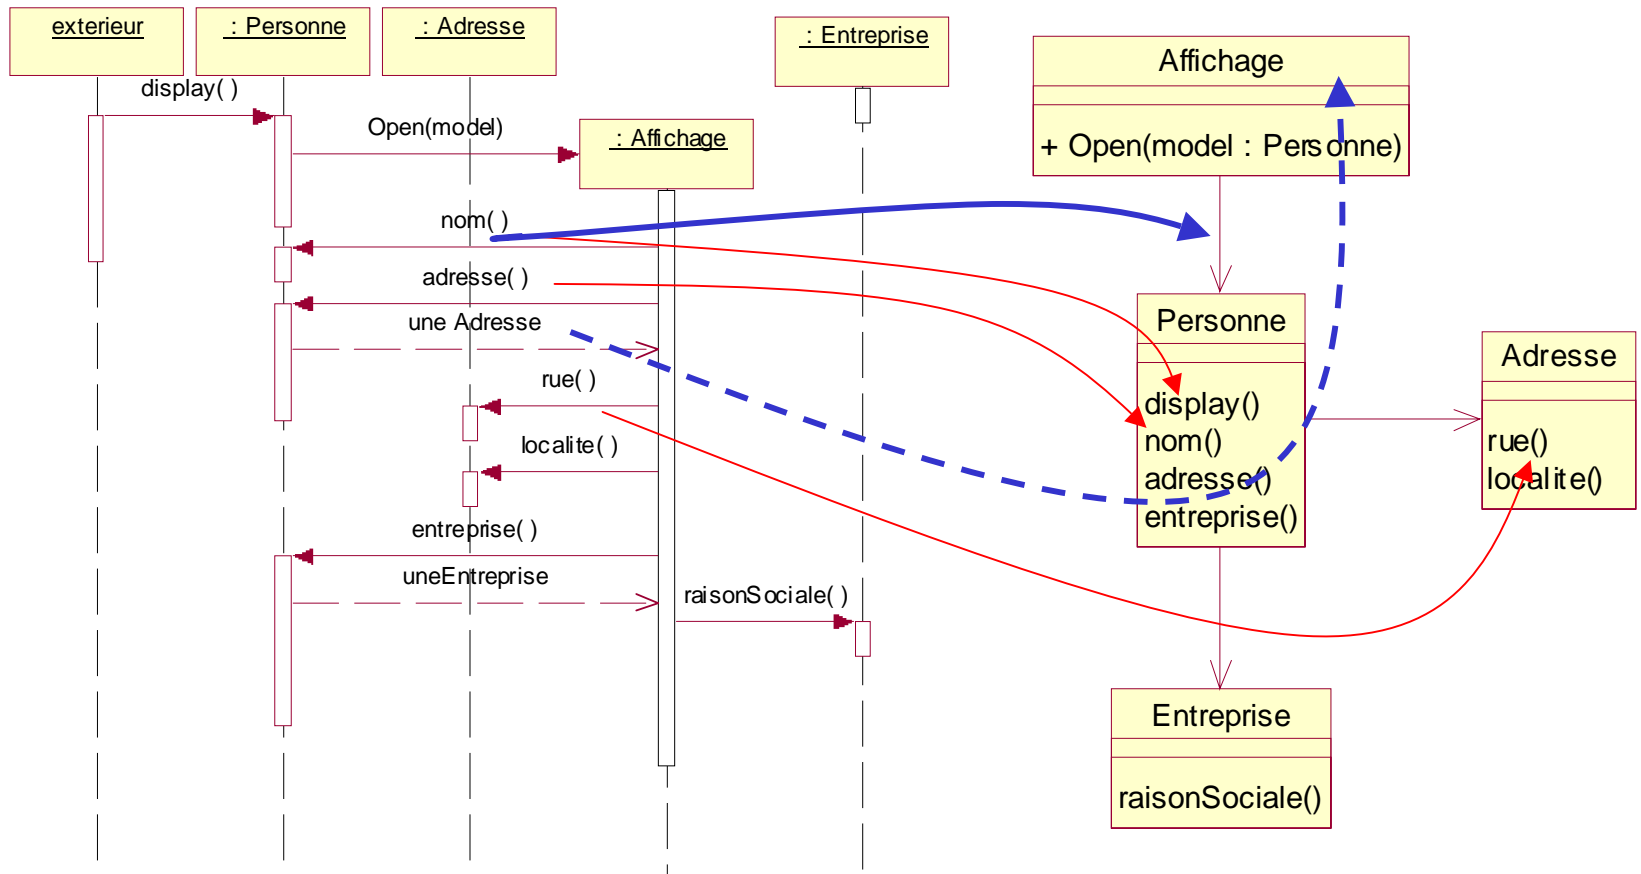 exterieur
: Personne
: Adresse
: Entreprise
display( )
Open(model)
: Affichage
nom( )
adresse( )
une Adresse
rue( )
localite( )
entreprise( )
uneEntreprise
raisonSociale( )
Affichage
+ Open(model : Personne)
Personne
display()
nom()
adresse()
entreprise()
Adresse
rue()
localite()
Entreprise
raisonSociale()